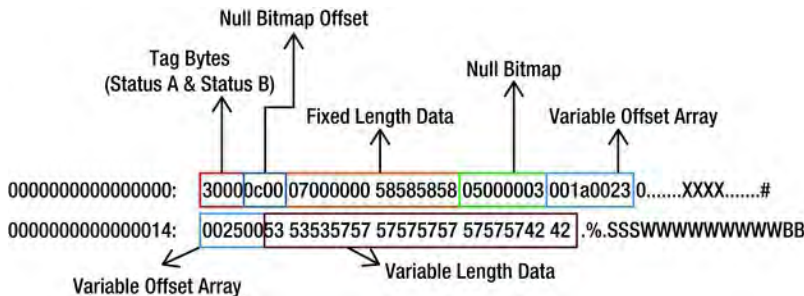 Null Bitmap Offset
Tag Bytes
(Status A & Status B)
Null Bitmap
Fixed Length Data
Variable Offset Array
0000000000000000: 30000c00 07000000 58585858 05000003 001a0023 0.......XXXX.......#
0000000000000014: 00250053 53535757 57575757 57575742 42 .%.SSSWWWWWWWWWWBB
Variable Offset Array
Variable Length Data